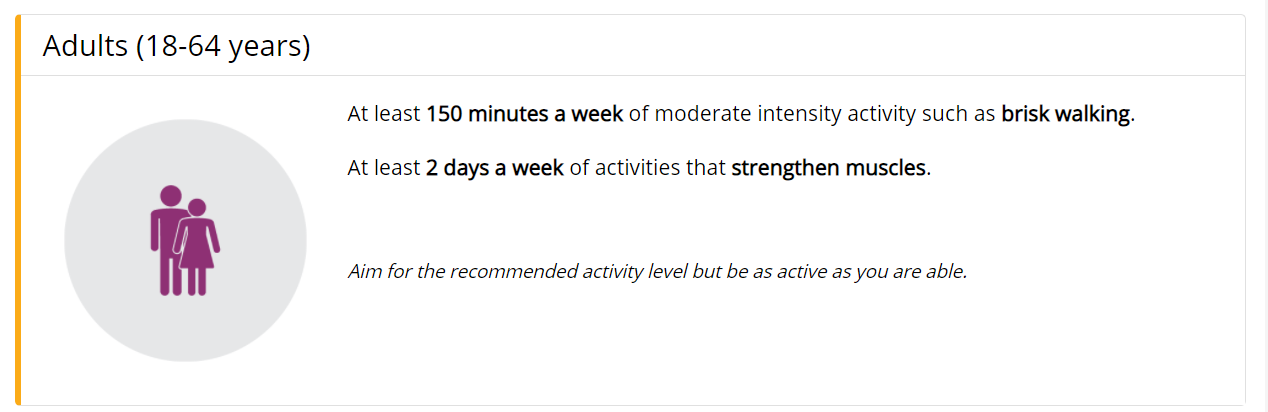 Adults (18-64 years)
At least 150 minutes a week of moderate intensity activity such as brisk walking.
At least 2 days a week of activities that strengthen muscles.
Aim for the recommended activity level but be as active as you are able.